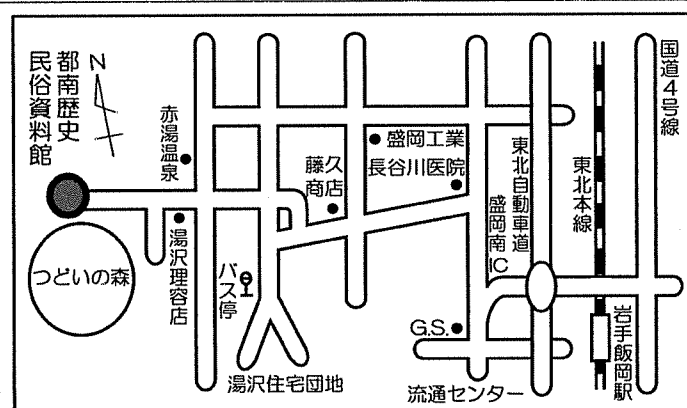 都南歴史
民俗資料館
N
赤湯温泉
藤久
商店
盛岡工業
長谷川医院
東北自動車道
盛岡南
IC
東北本線
国道4号線
つどいの森
湯沢理容店
バス停
G.S.
岩手飯岡駅
湯沢住宅団地
流通センター